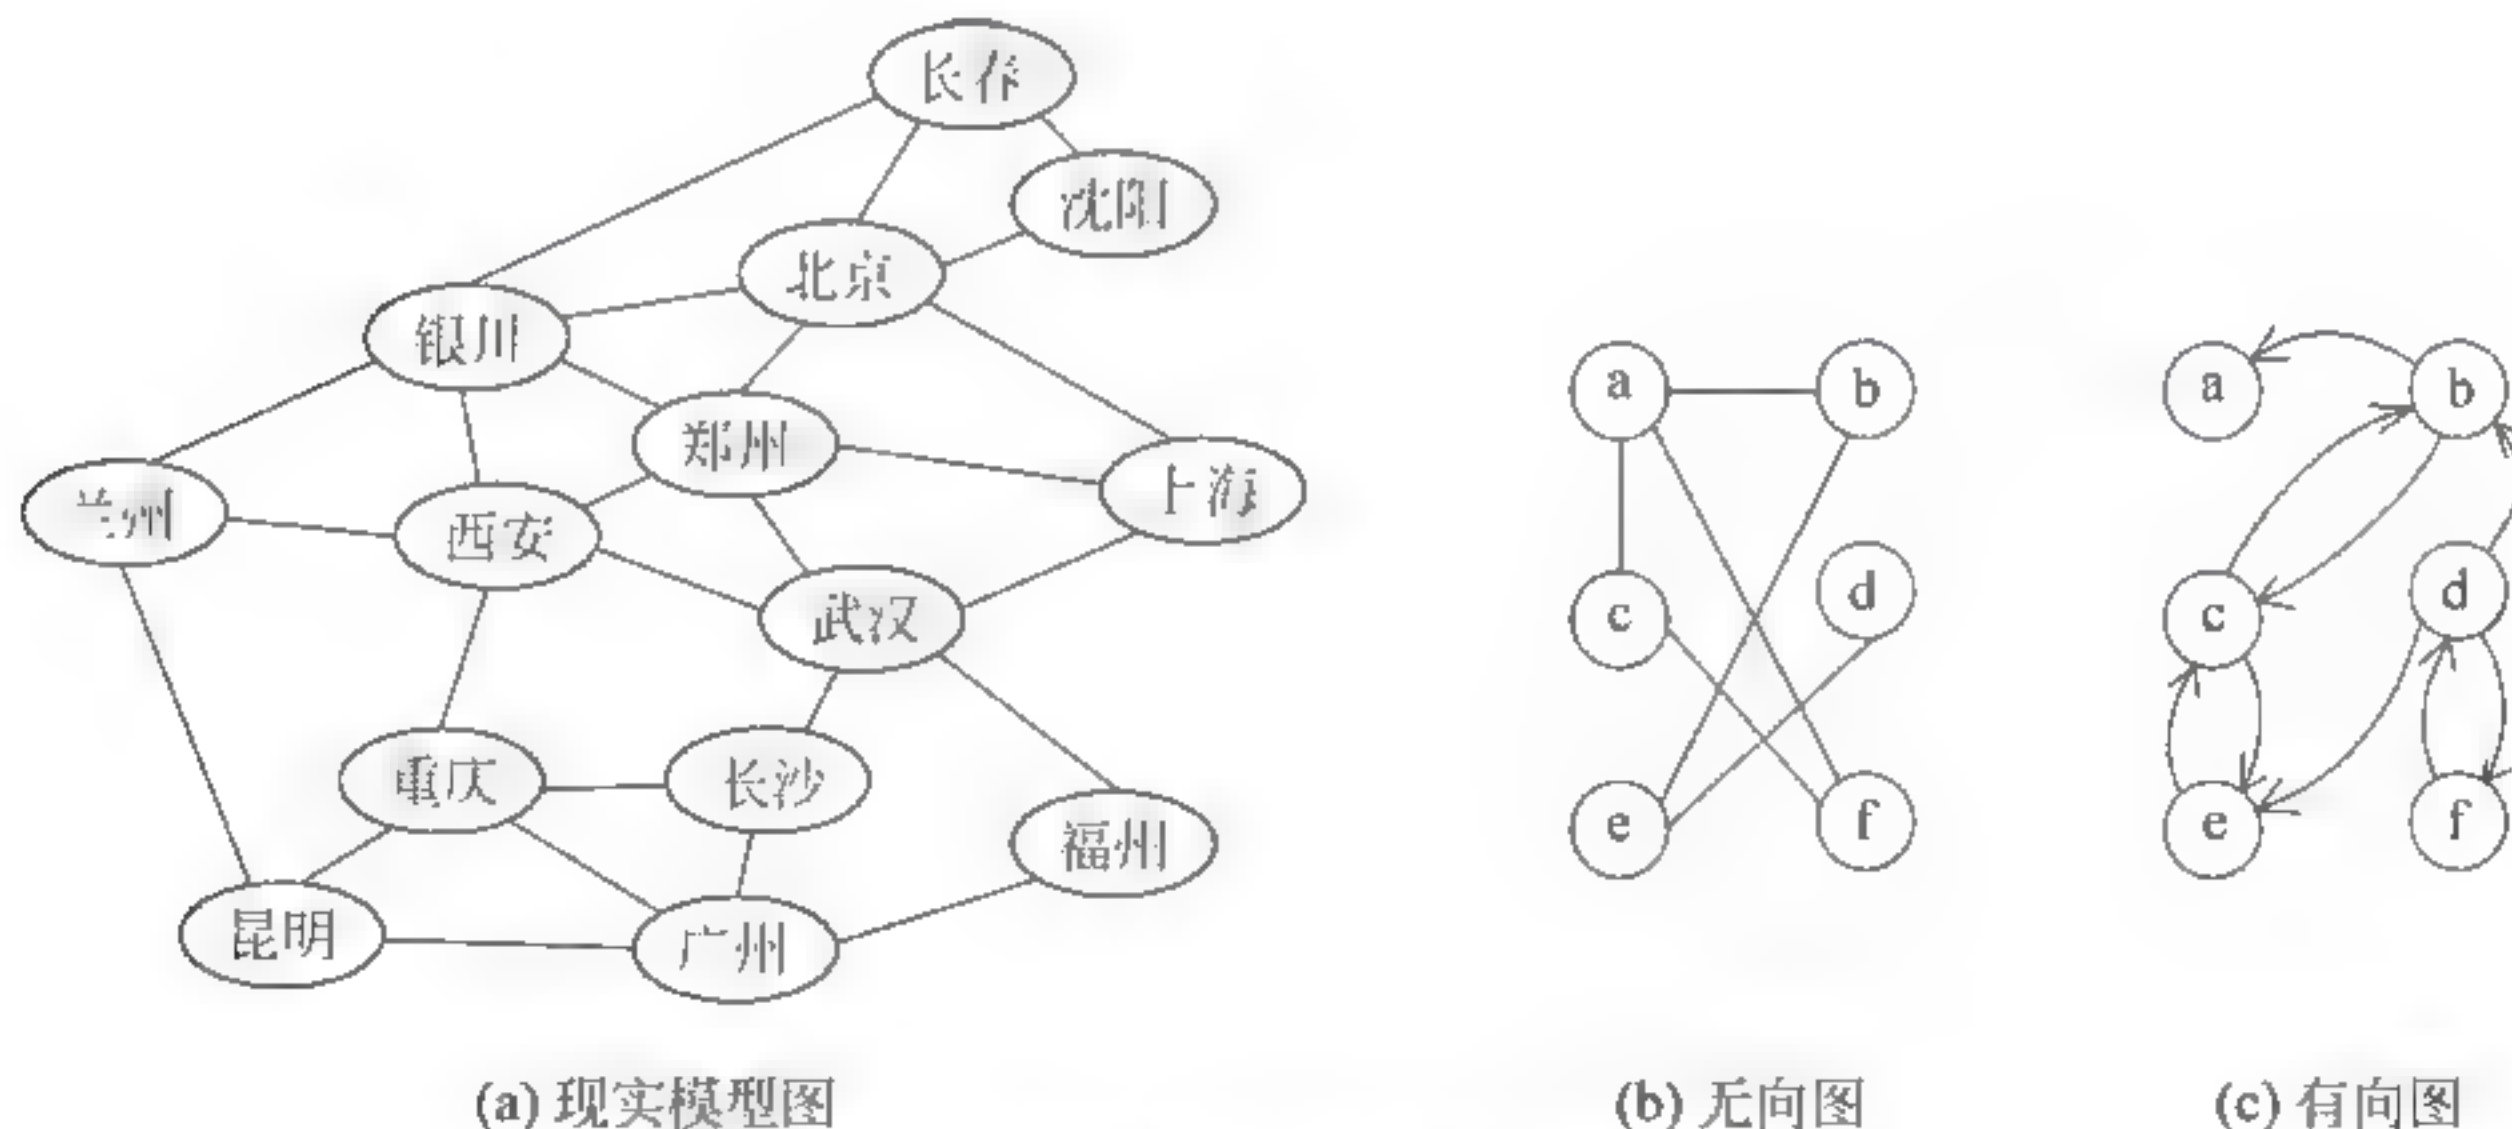 长春
沈阳
北京
银川
郑州
上海
兰州
西安
武汉
重庆
长沙
福州
昆明
广州
(a) 现实模型图
a
b
c
d
e
f
(b) 无向图
a
b
c
d
e
f
(c) 有向图